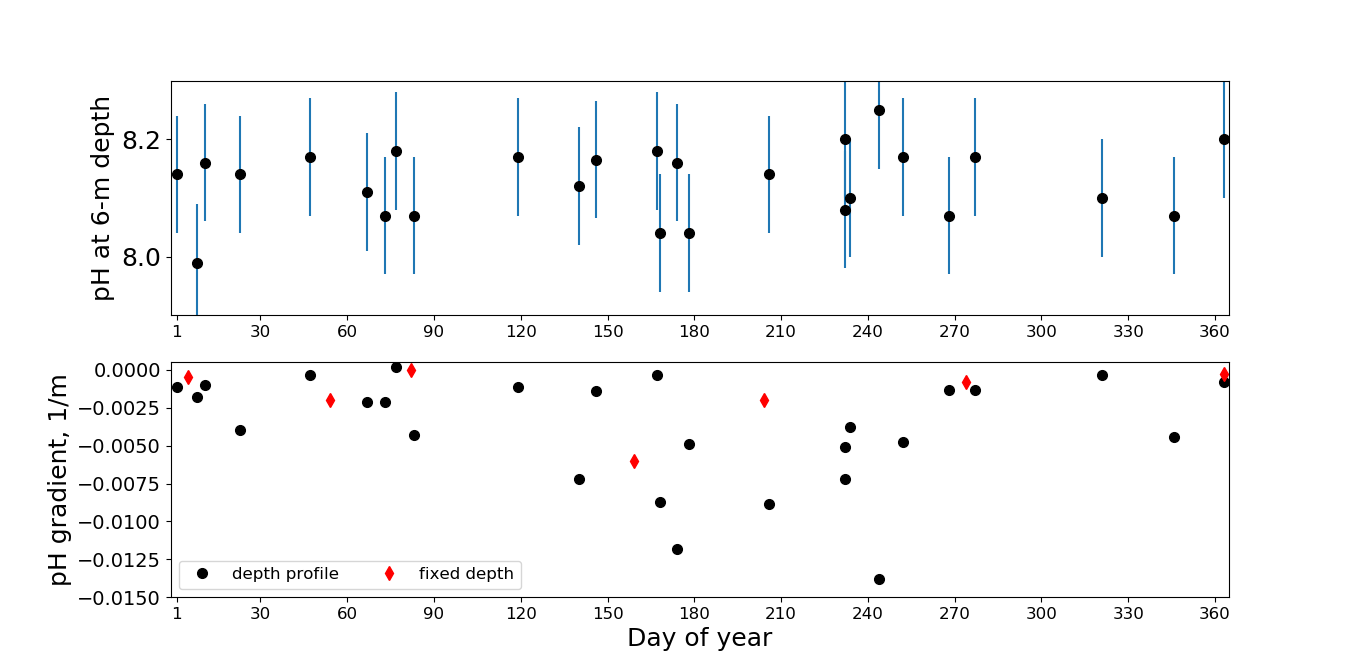 pH at 6-m depth
8.2
8.0
1 30 60 90 120 150 180 210 240 270 300 330 360
pH gradient, 1/m
0.0000
−0.0025
−0.0050
−0.0075
−0.0100
−0.0125
−0.0150
depth profile fixed depth
1 30 60 90 120 150 180 210 240 270 300 330 360
Day of year